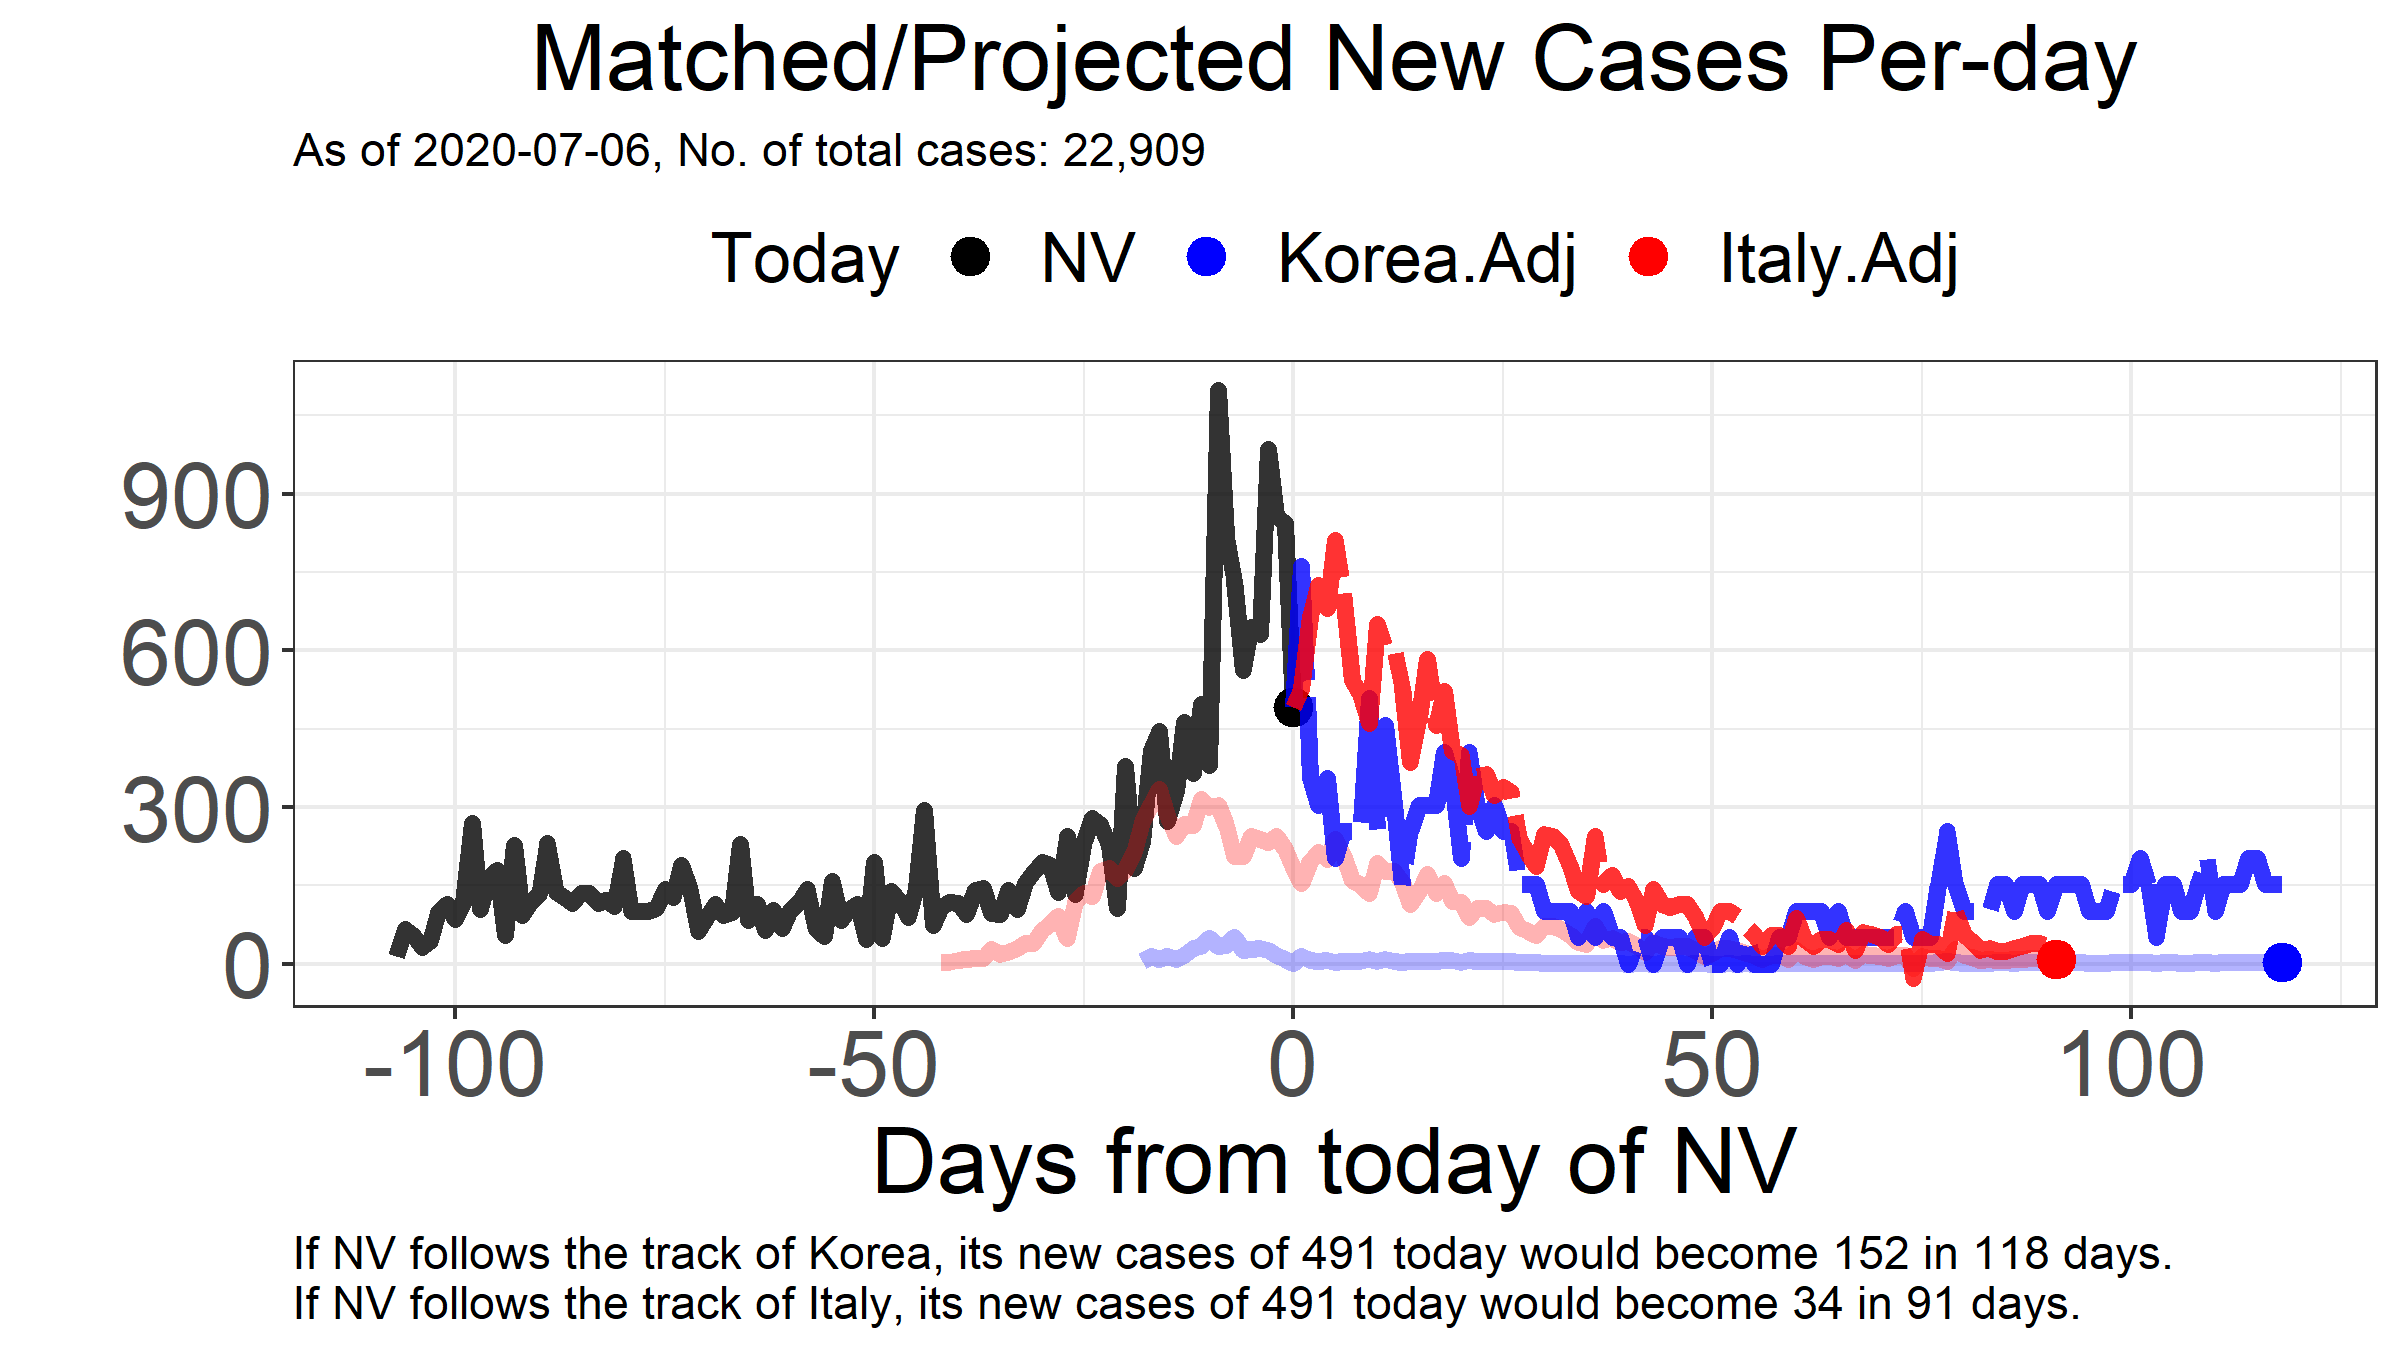 Matched/Projected New Cases Per-day
As of 2020-07-06, No. of total cases: 22,909
Today NV Korea.Adj Italy.Adj
900
600
300
0
-100 -50 0 50 100
Days from today of NV
If NV follows the track of Korea, its new cases of 491 today would become 152 in 118 days.
If NV follows the track of Italy, its new cases of 491 today would become 34 in 91 days.